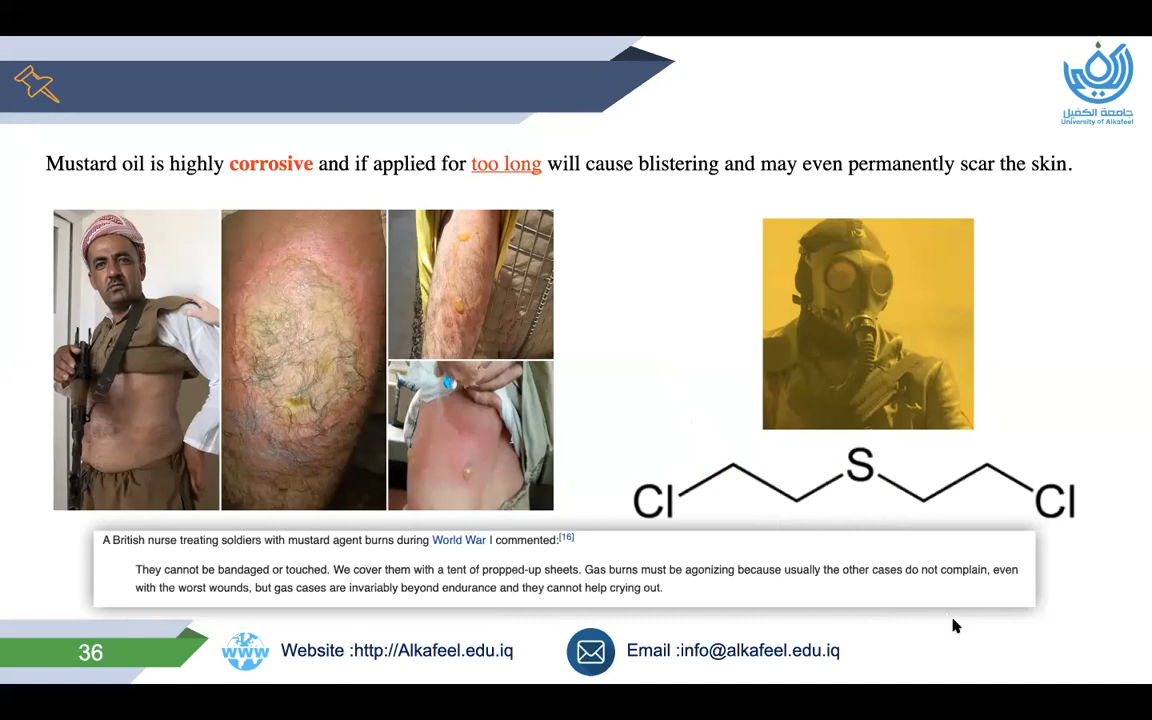 جامعة الكفيل
University of Alkafeel
Mustard oil is highly corrosive and if applied for too long will cause blistering and may even permanently scar the skin.
Cl S Cl
A British nurse treating soldiers with mustard agent burns during World War I commented:[16]
They cannot be bandaged or touched. We cover them with a tent of propped-up sheets. Gas burns must be agonizing because usually the other cases do not complain, even
with the worst wounds, but gas cases are invariably beyond endurance and they cannot help crying out.
36
www
Website :http://Alkafeel.edu.iq
Email :info@alkafeel.edu.iq